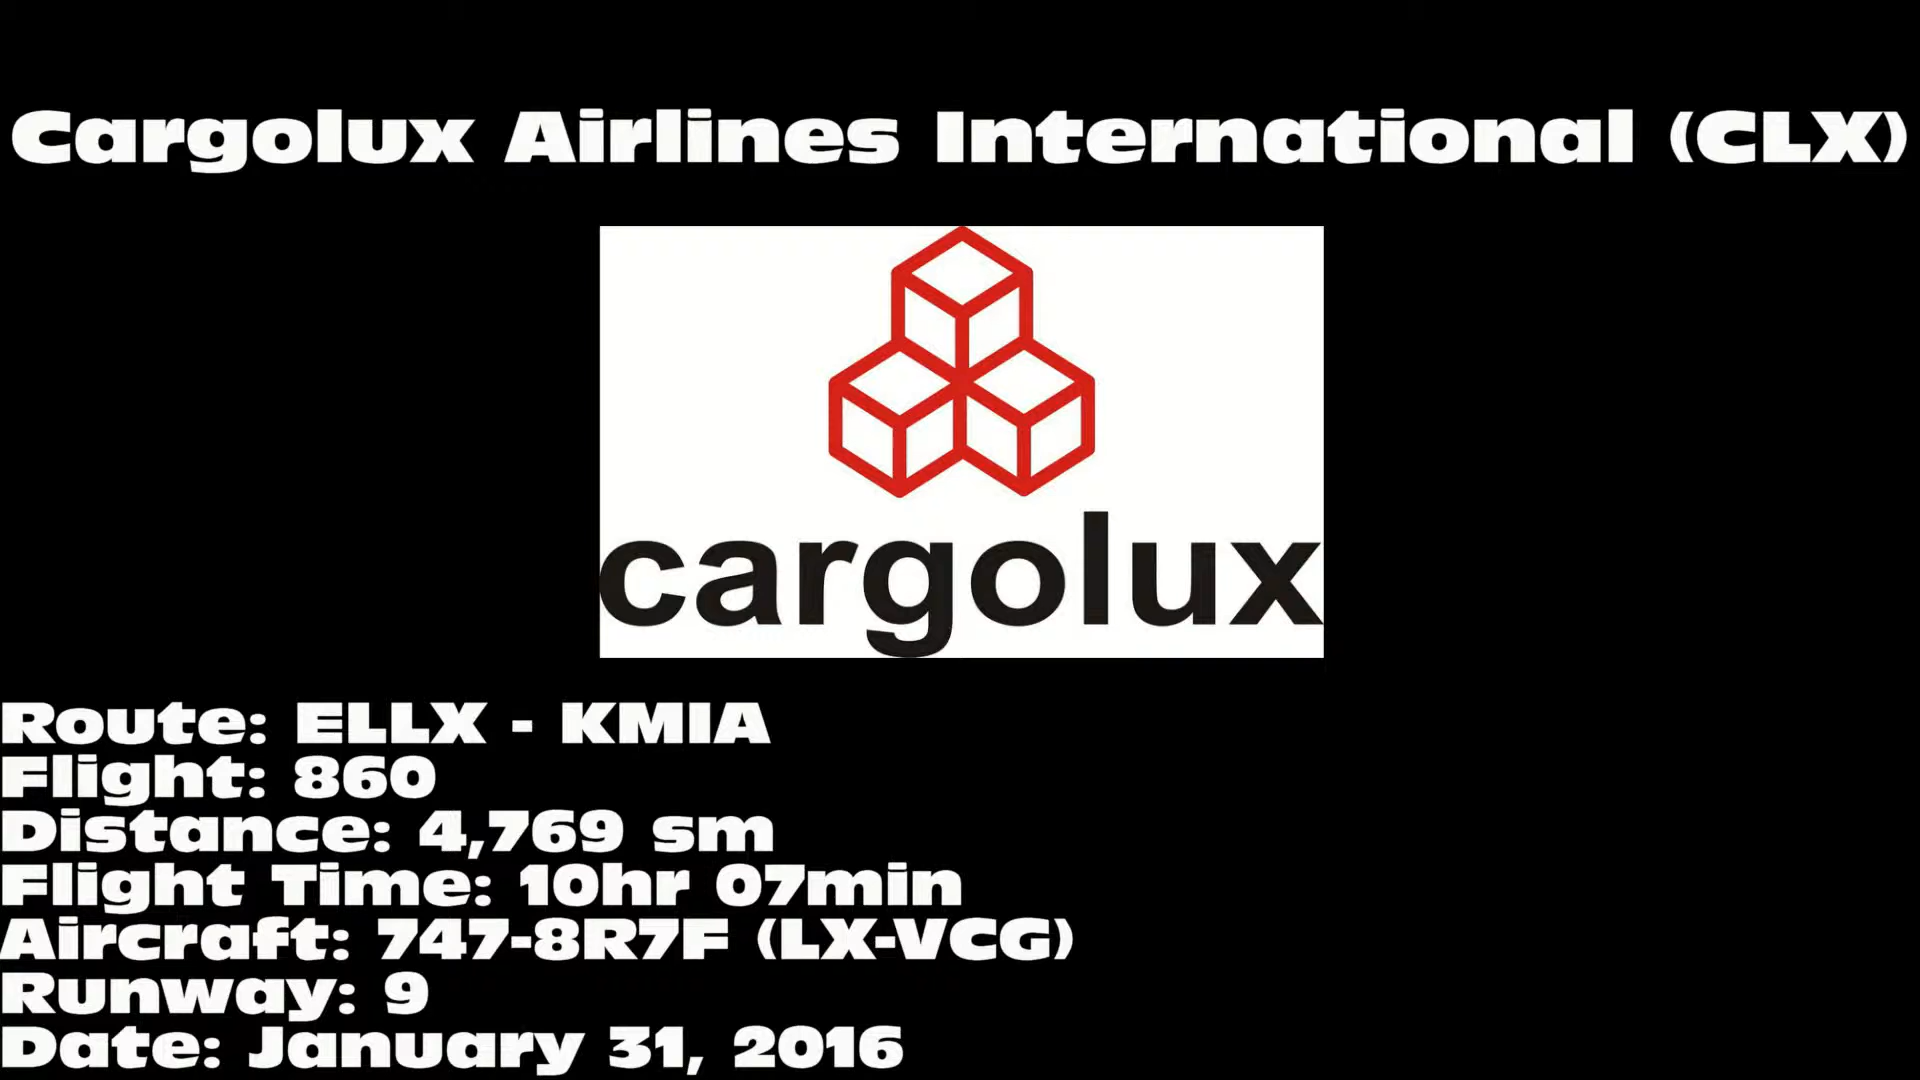 Cargolux Airlines International (CLX)
cargolux
Route: ELLX - KMIA
Flight: 860
Distance: 4,769 sm
Flight Time: 10hr 07min
Aircraft: 747-8R7F (LX-VCG)
Runway: 9
Date: January 31, 2016